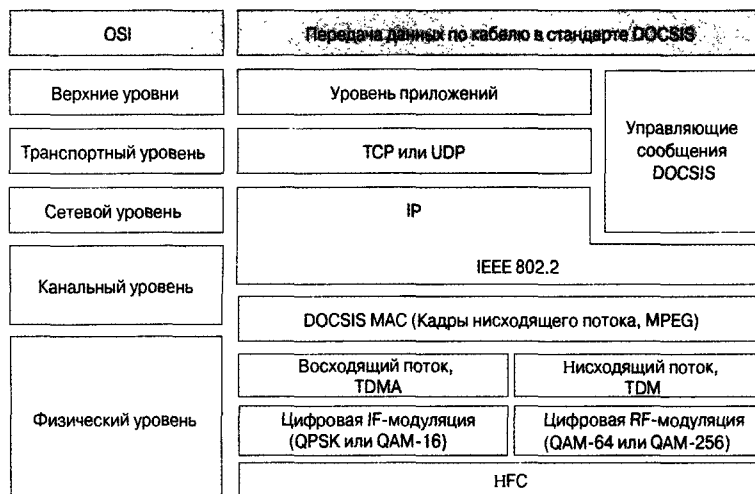 OSI
Передача данных по кабелю в стандарте DOCSIS
Верхние уровни
Уровень приложений
Управляющие
сообщения
DOCSIS
Транспортный уровень
TCP или UDP
Сетевой уровень
IP
IEEE 802.2
Канальный уровень
DOCSIS MAC (Кадры нисходящего потока, MPEG)
Физический уровень
Восходящий поток,
TDMA
Нисходящий поток,
TDM
Цифровая IF-модуляция
(QPSK или QAM-16)
Цифровая RF-модуляция
(QAM-64 или QAM-256)
HFC